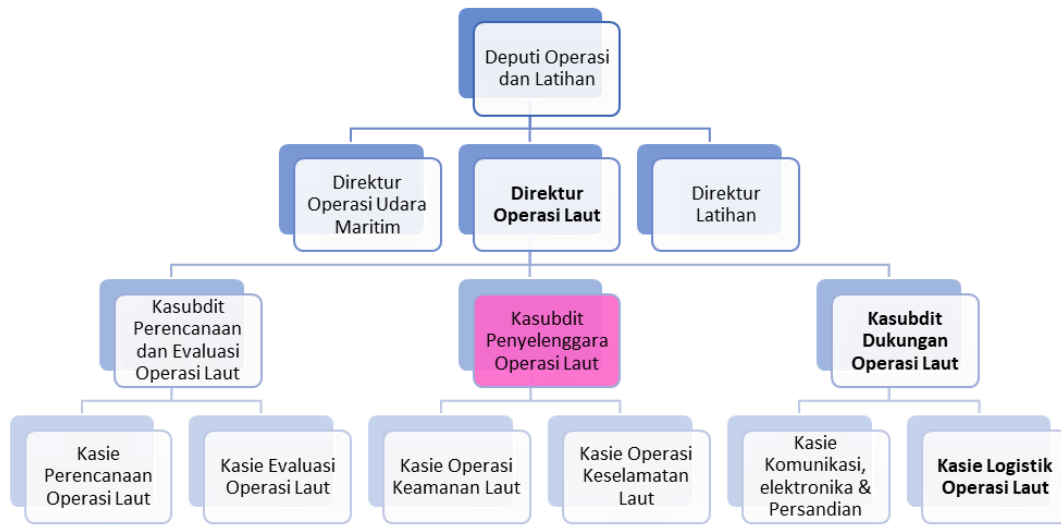 Deputi Operasi
dan Latihan
Direktur
Operasi Udara
Maritim
Direktur
Operasi Laut
Direktur
Latihan
Kasubdit
Perencanaan
dan Evaluasi
Operasi Laut
Kasubdit
Penyelenggara
Operasi Laut
Kasubdit
Dukungan
Operasi Laut
Kasie
Perencanaan
Operasi Laut
Kasie Evaluasi
Operasi Laut
Kasie Operasi
Keamanan Laut
Kasie Operasi
Keselamatan
Laut
Kasie
Komunikasi,
elektronika &
Persandian
Kasie Logistik
Operasi Laut